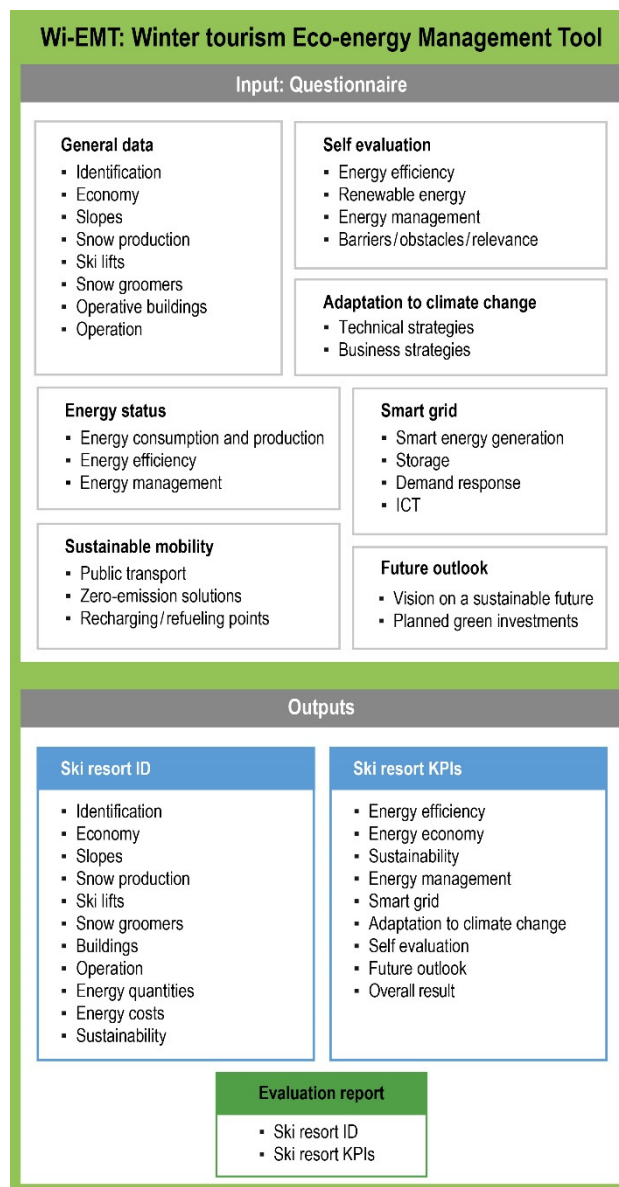 Wi-EMT: Winter tourism Eco-energy Management Tool
Input: Questionnaire
General data
▪ Identification
▪ Economy
▪ Slopes
▪ Snow production
▪ Ski lifts
▪ Snow groomers
▪ Operative buildings
▪ Operation
Self evaluation
▪ Energy efficiency
▪ Renewable energy
▪ Energy management
▪ Barriers/obstacles/relevance
Adaptation to climate change
▪ Technical strategies
▪ Business strategies
Energy status
▪ Energy consumption and production
▪ Energy efficiency
▪ Energy management
Smart grid
▪ Smart energy generation
▪ Storage
▪ Demand response
▪ ICT
Sustainable mobility
▪ Public transport
▪ Zero-emission solutions
▪ Recharging/refueling points
Future outlook
▪ Vision on a sustainable future
▪ Planned green investments
Outputs
Ski resort ID
▪ Identification
▪ Economy
▪ Slopes
▪ Snow production
▪ Ski lifts
▪ Snow groomers
▪ Buildings
▪ Operation
▪ Energy quantities
▪ Energy costs
▪ Sustainability
Ski resort KPIs
▪ Energy efficiency
▪ Energy economy
▪ Sustainability
▪ Energy management
▪ Smart grid
▪ Adaptation to climate change
▪ Self evaluation
▪ Future outlook
▪ Overall result
Evaluation report
▪ Ski resort ID
▪ Ski resort KPIs